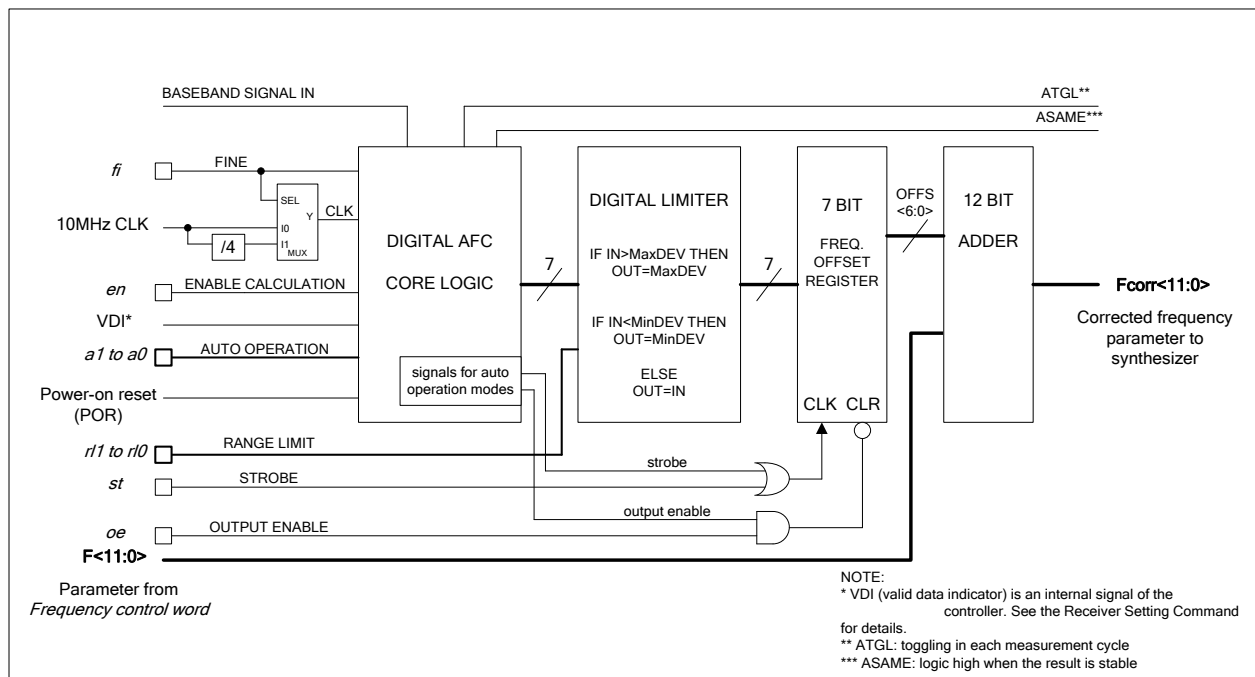 BASEBAND SIGNAL IN
ATGL**
ASAME***
fi
FINE
SEL
Y
CLK
10MHz CLK
I0
/4
I1
MUX
en
ENABLE CALCULATION
VDI*
a1 to a0
AUTO OPERATION
Power-on reset
(POR)
rl1 to rl0
RANGE LIMIT
st
STROBE
oe
OUTPUT ENABLE
F<11:0>
Parameter from
Frequency control word
DIGITAL AFC
CORE LOGIC
signals for auto
operation modes
7
DIGITAL LIMITER
IF IN>MaxDEV THEN
OUT=MaxDEV
IF IN<MinDEV THEN
OUT=MinDEV
ELSE
OUT=IN
7
7 BIT
FREQ.
OFFSET
REGISTER
CLK CLR
strobe
output enable
OFFS
<6:0>
12 BIT
ADDER
Fcorr<11:0>
Corrected frequency
parameter to
synthesizer
NOTE:
* VDI (valid data indicator) is an internal signal of the
controller. See the Receiver Setting Command
for details.
** ATGL: toggling in each measurement cycle
*** ASAME: logic high when the result is stable